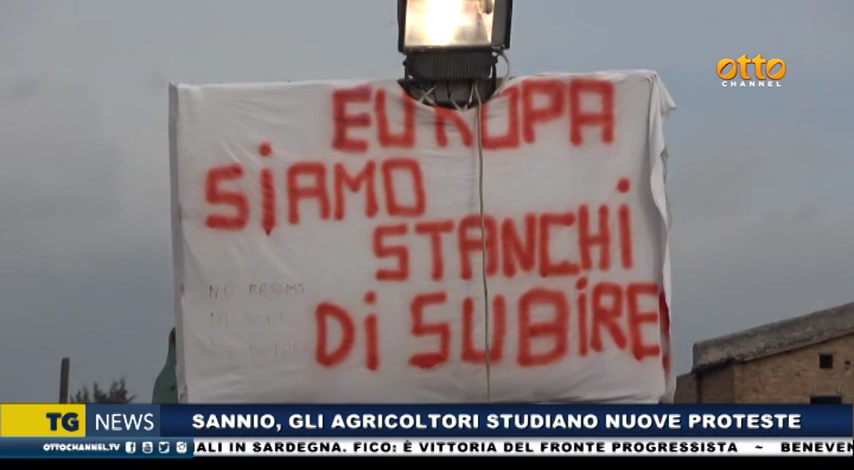 OTTO
CHANNEL
EUROPA
SiAMO
STANCHi
Di SUBiRE
NO FARMS
TG NEWS
SANNIO, GLI AGRICOLTORI STUDIANO NUOVE PROTESTE
OTTOCHANNEL.TV
ALI IN SARDEGNA. FICO: È VITTORIA DEL FRONTE PROGRESSISTA ~ BENEVEN